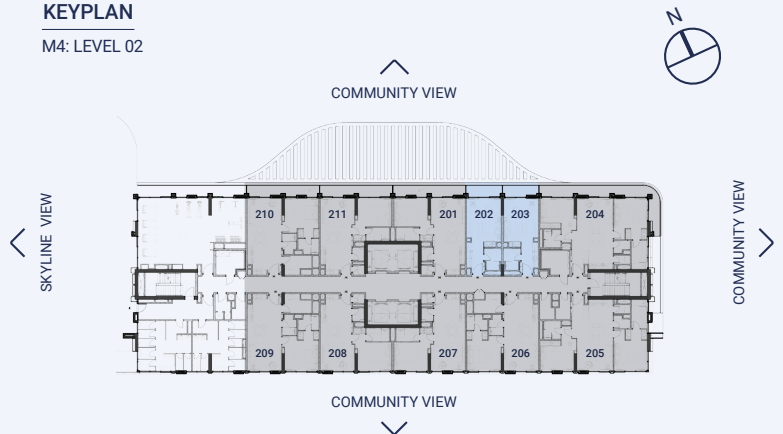 KEYPLAN
M4: LEVEL 02
N
COMMUNITY VIEW
SKYLINE VIEW
COMMUNITY VIEW
210
211
201
202
203
204
209
208
207
206
205
COMMUNITY VIEW